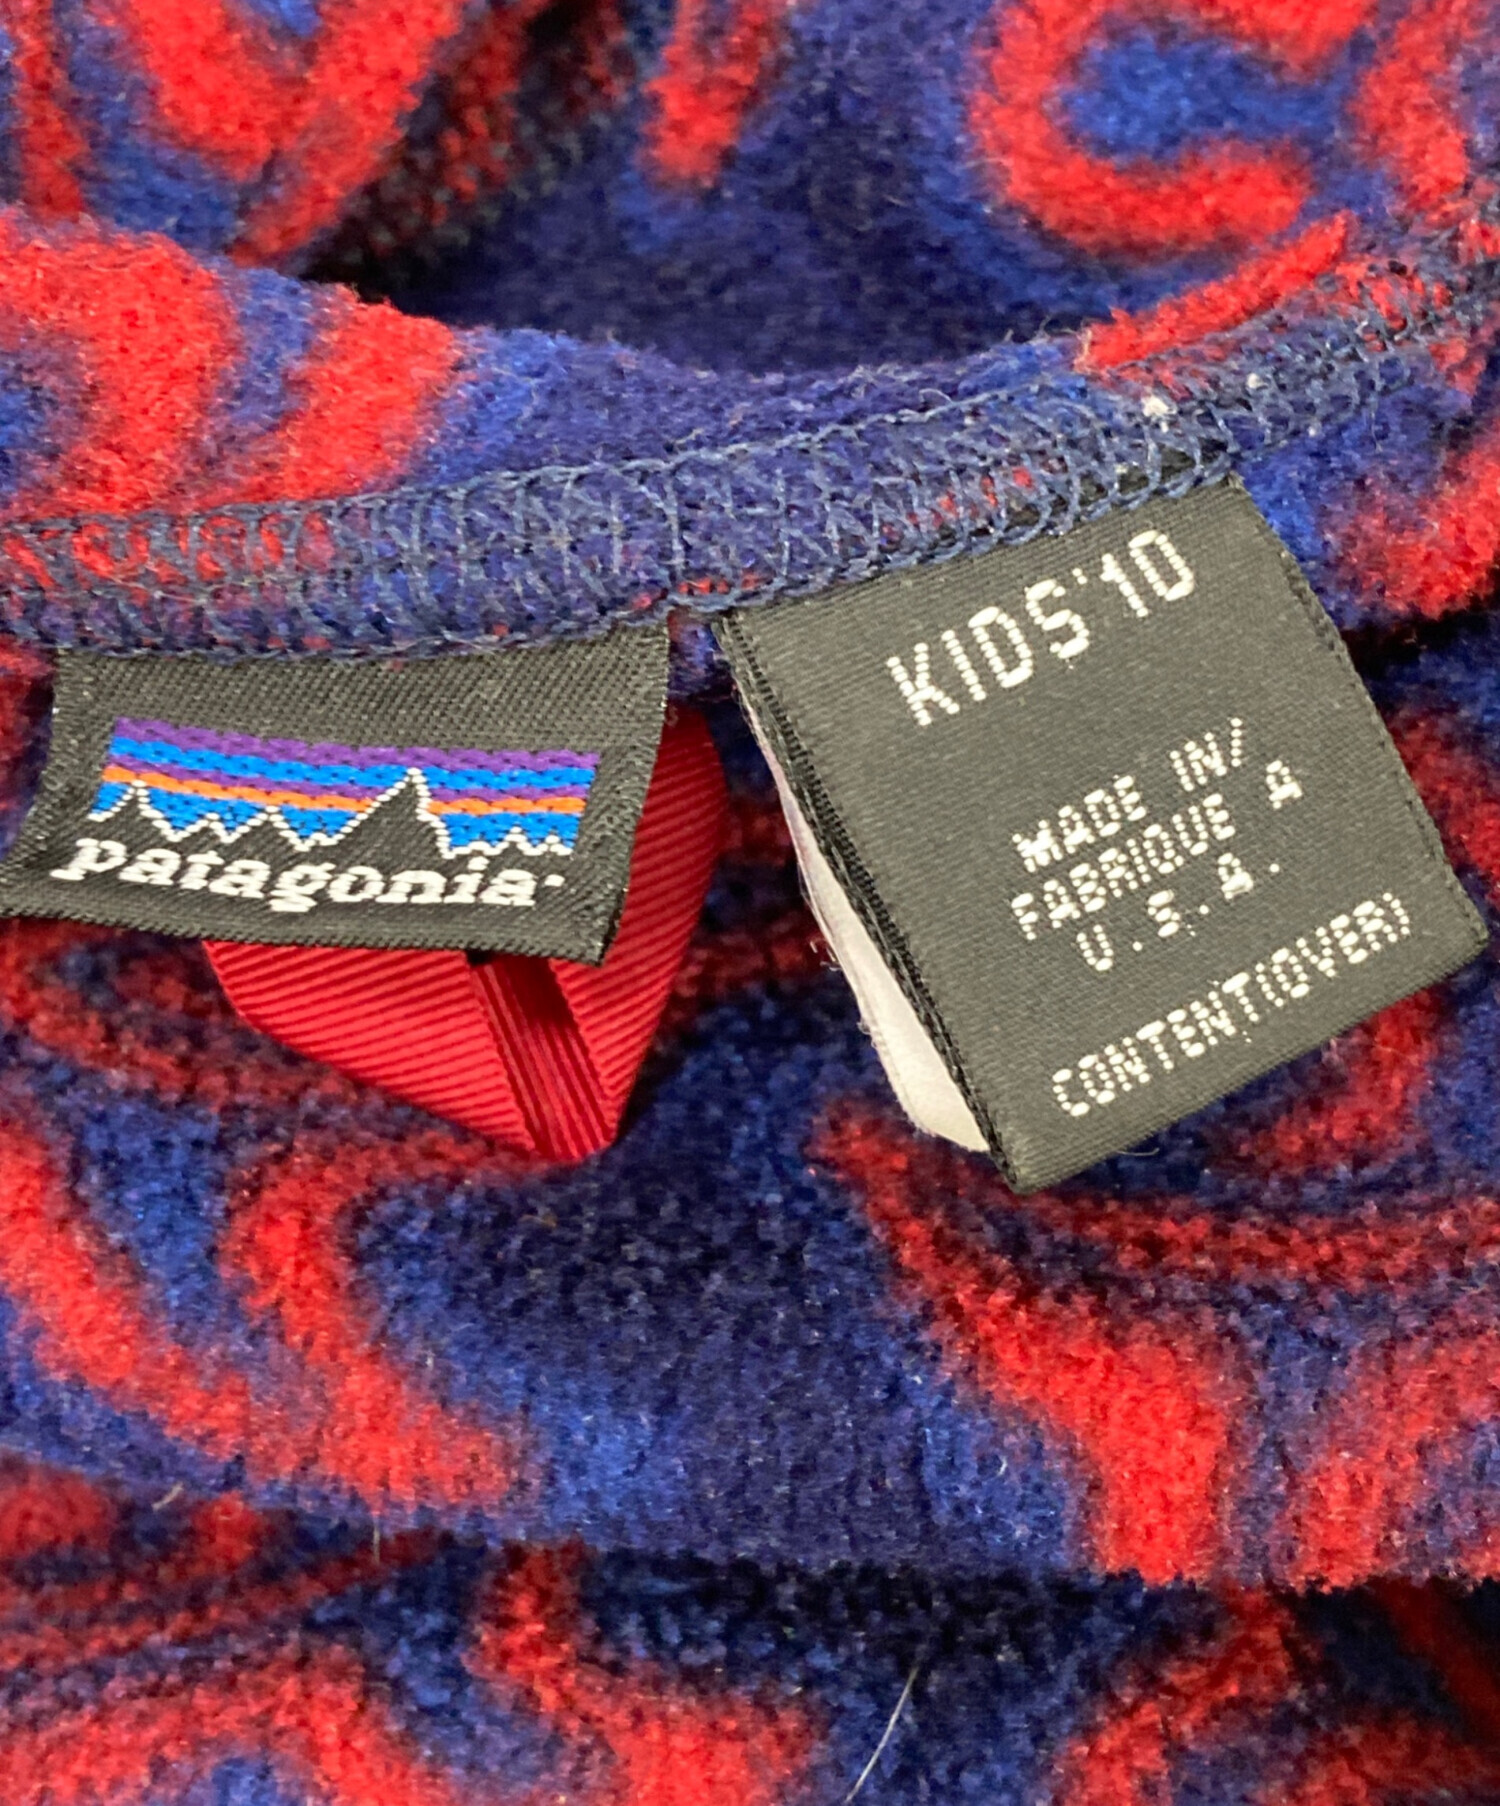 patagonia
KIDS'10
MADE IN/
FABRIQUE A
U.S.A.
CONTENT(OVER)